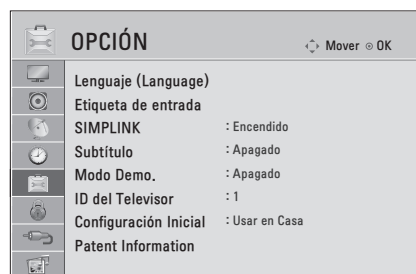 OPCIÓN
Mover ⊙ OK
Lenguaje (Language)
Etiqueta de entrada
SIMPLINK : Encendido
Subtítulo : Apagado
Modo Demo. : Apagado
ID del Televisor : 1
Configuración Inicial : Usar en Casa
Patent Information